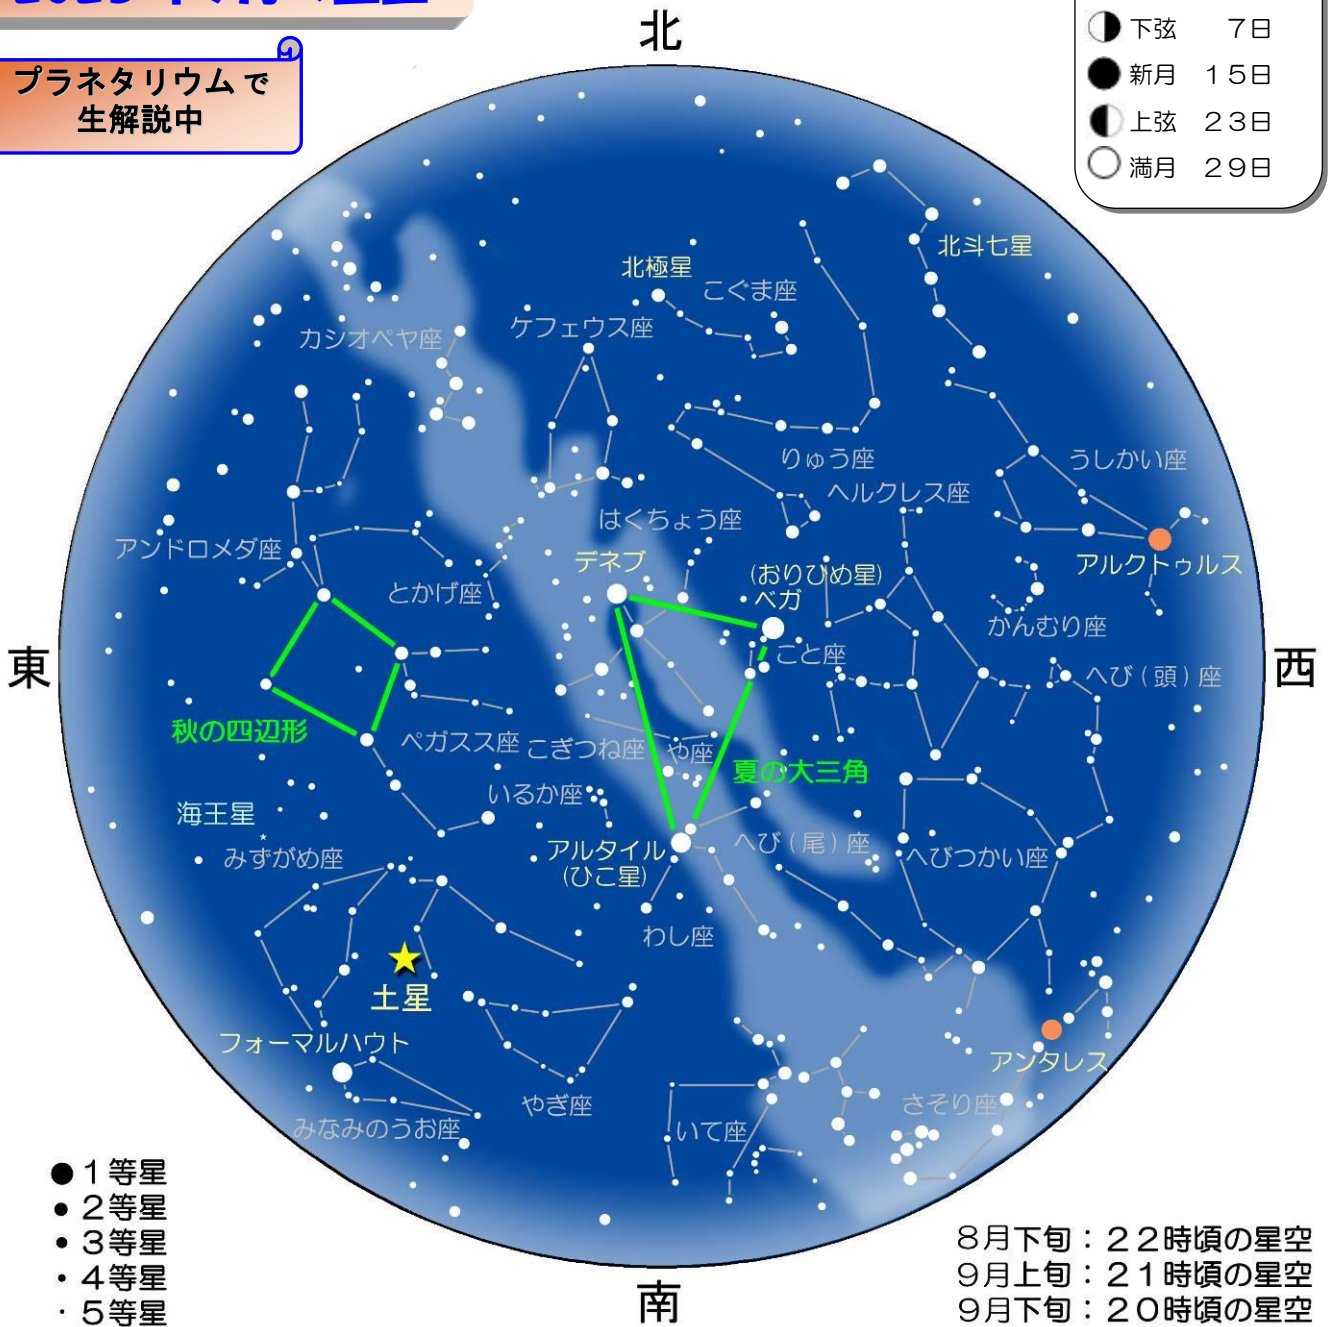 北
プラネタリウムで
生解説中
下弦 7日
新月 15日
上弦 23日
満月 29日
北斗七星
北極星
こぐま座
ケフェウス座
カシオペヤ座
りゅう座
うしかい座
ヘルクレス座
はくちょう座
アンドロメダ座
デネブ
(おりひめ星)
ベガ
アルクトゥルス
とかげ座
かんむり座
東
こと座
へび(頭)座
西
秋の四辺形
ペガスス座
こぎつね座
や座
夏の大三角
いるか座
海王星
みずがめ座
アルタイル
(ひこ星)
へび(尾)座
へびつかい座
わし座
土星
フォーマルハウト
アンタレス
やぎ座
さそり座
みなみのうお座
いて座
●1等星
●2等星
•3等星
・4等星
·5等星
8月下旬:22時頃の星空
9月上旬:21時頃の星空
9月下旬:20時頃の星空
南